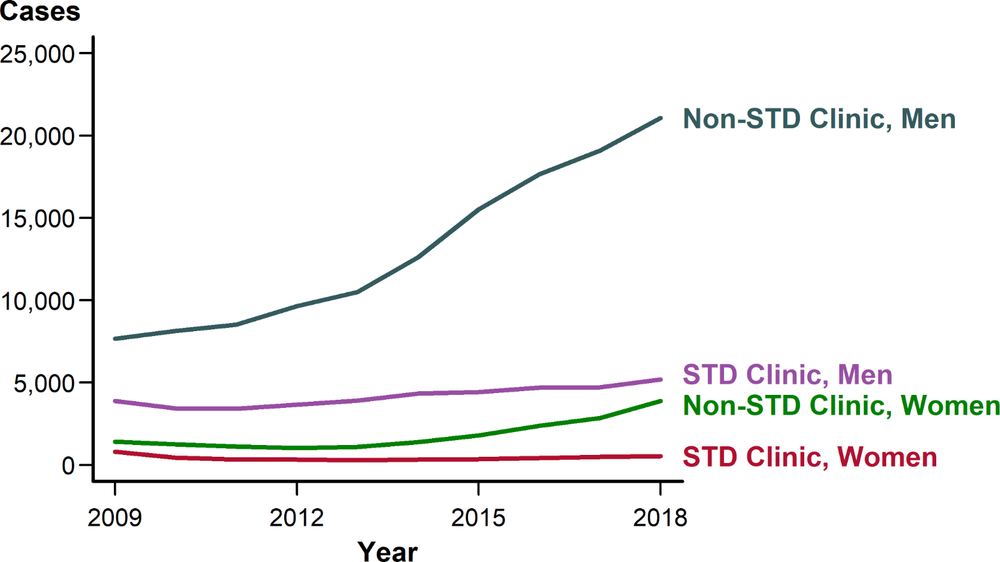 Cases
25,000
20,000
15,000
10,000
5,000
0
Non-STD Clinic, Men
STD Clinic, Men
Non-STD Clinic, Women
STD Clinic, Women
2009 2012 2015 2018
Year